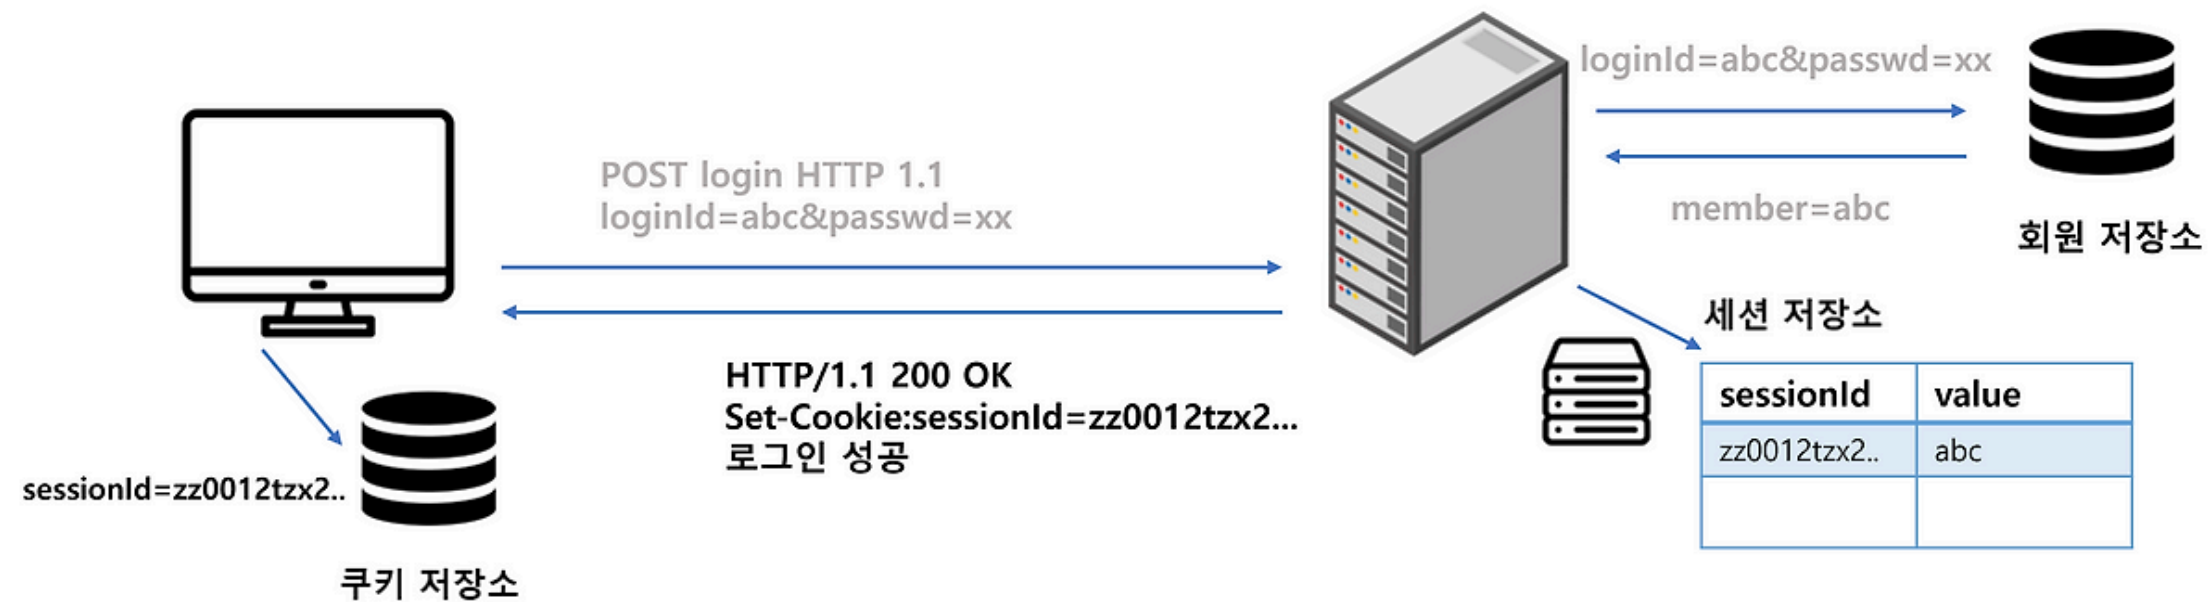 loginId=abc&passwd=xx
POST login HTTP 1.1
loginId=abc&passwd=xx
member=abc
회원 저장소
세션 저장소
HTTP/1.1 200 OK
Set-Cookie:sessionId=zz0012tzx2...
로그인 성공
sessionId value
zz0012tzx2.. abc
sessionId=zz0012tzx2..
쿠키 저장소